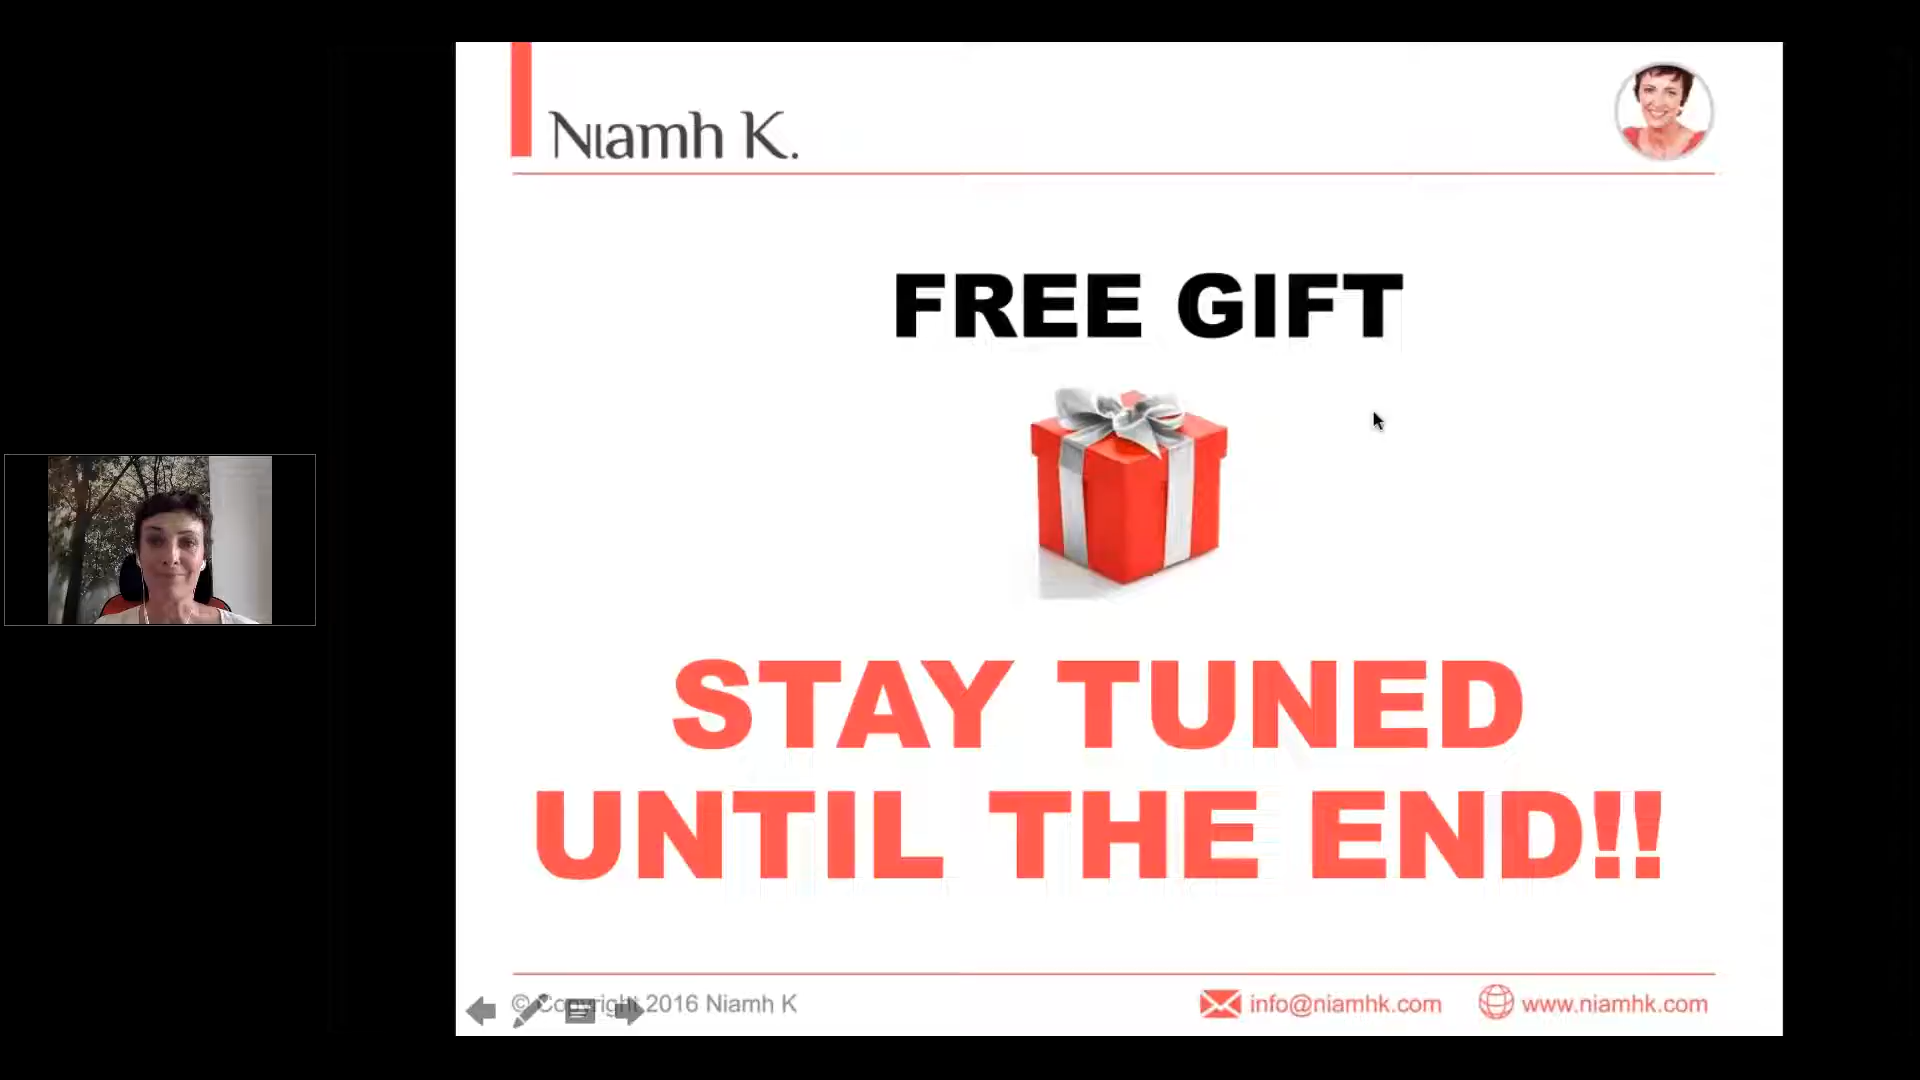 Niamh K.
FREE GIFT
STAY TUNED
UNTIL THE END!!
© Copyright 2016 Niamh K
info@niamhk.com
www.niamhk.com